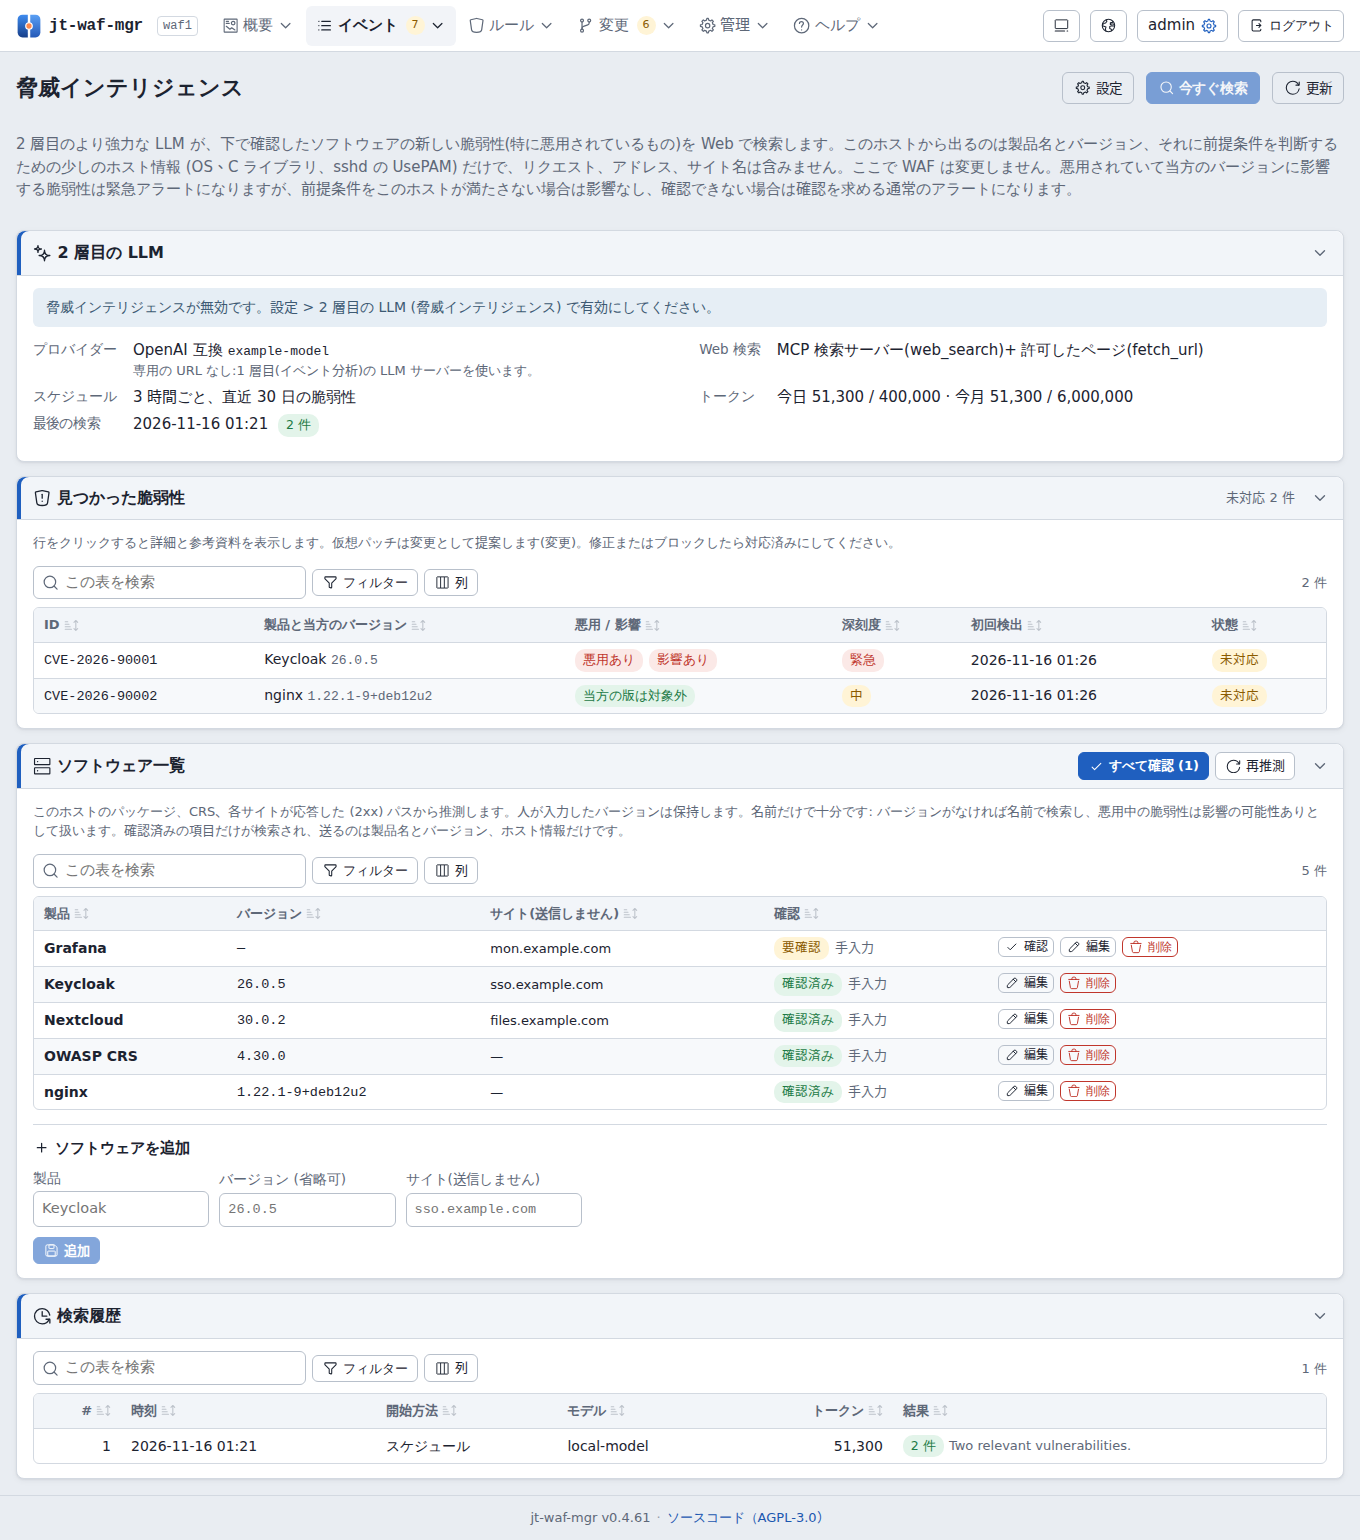 jt-waf-mgr waf1 概要 イベント 7 ルール 変更 6 管理 ヘルプ admin ログアウト
脅威インテリジェンス 設定 今すぐ検索 更新
2 層目のより強力な LLM が、下で確認したソフトウェアの新しい脆弱性(特に悪用されているもの)を Web で検索します。このホストから出るのは製品名とバージョン、それに前提条件を判断する
ための少しのホスト情報 (OS・C ライブラリ、sshd の UsePAM) だけで、リクエスト、アドレス、サイト名は含みません。ここで WAF は変更しません。悪用されていて当方のバージョンに影響
する脆弱性は緊急アラートになりますが、前提条件をこのホストが満たさない場合は影響なし、確認できない場合は確認を求める通常のアラートになります。
2 層目の LLM
脅威インテリジェンスが無効です。設定 > 2 層目の LLM (脅威インテリジェンス) で有効にしてください。
プロバイダー OpenAI 互換 example-model Web 検索 MCP 検索サーバー(web_search)+ 許可したページ(fetch_url)
専用の URL なし:1 層目(イベント分析)の LLM サーバーを使います。
スケジュール 3 時間ごと、直近 30 日の脆弱性 トークン 今日 51,300 / 400,000 · 今月 51,300 / 6,000,000
最後の検索 2026-11-16 01:21 2 件
見つかった脆弱性 未対応 2 件
行をクリックすると詳細と参考資料を表示します。仮想パッチは変更として提案します(変更)。修正またはブロックしたら対応済みにしてください。
この表を検索 フィルター 列 2 件
ID 製品と当方のバージョン 悪用 / 影響 深刻度 初回検出 状態
CVE-2026-90001 Keycloak 26.0.5 悪用あり 影響あり 緊急 2026-11-16 01:26 未対応
CVE-2026-90002 nginx 1.22.1-9+deb12u2 当方の版は対象外 中 2026-11-16 01:26 未対応
ソフトウェア一覧 すべて確認 (1) 再推測
このホストのパッケージ、CRS、各サイトが応答した (2xx) パスから推測します。人が入力したバージョンは保持します。名前だけで十分です: バージョンがなければ名前で検索し、悪用中の脆弱性は影響の可能性ありと
して扱います。確認済みの項目だけが検索され、送るのは製品名とバージョン、ホスト情報だけです。
この表を検索 フィルター 列 5 件
製品 バージョン サイト(送信しません) 確認
Grafana — mon.example.com 要確認 手入力 確認 編集 削除
Keycloak 26.0.5 sso.example.com 確認済み 手入力 編集 削除
Nextcloud 30.0.2 files.example.com 確認済み 手入力 編集 削除
OWASP CRS 4.30.0 — 確認済み 手入力 編集 削除
nginx 1.22.1-9+deb12u2 — 確認済み 手入力 編集 削除
ソフトウェアを追加
製品 バージョン (省略可) サイト(送信しません)
Keycloak 26.0.5 sso.example.com
追加
検索履歴
この表を検索 フィルター 列 1 件
# 時刻 開始方法 モデル トークン 結果
1 2026-11-16 01:21 スケジュール local-model 51,300 2 件 Two relevant vulnerabilities.
jt-waf-mgr v0.4.61 · ソースコード（AGPL-3.0）